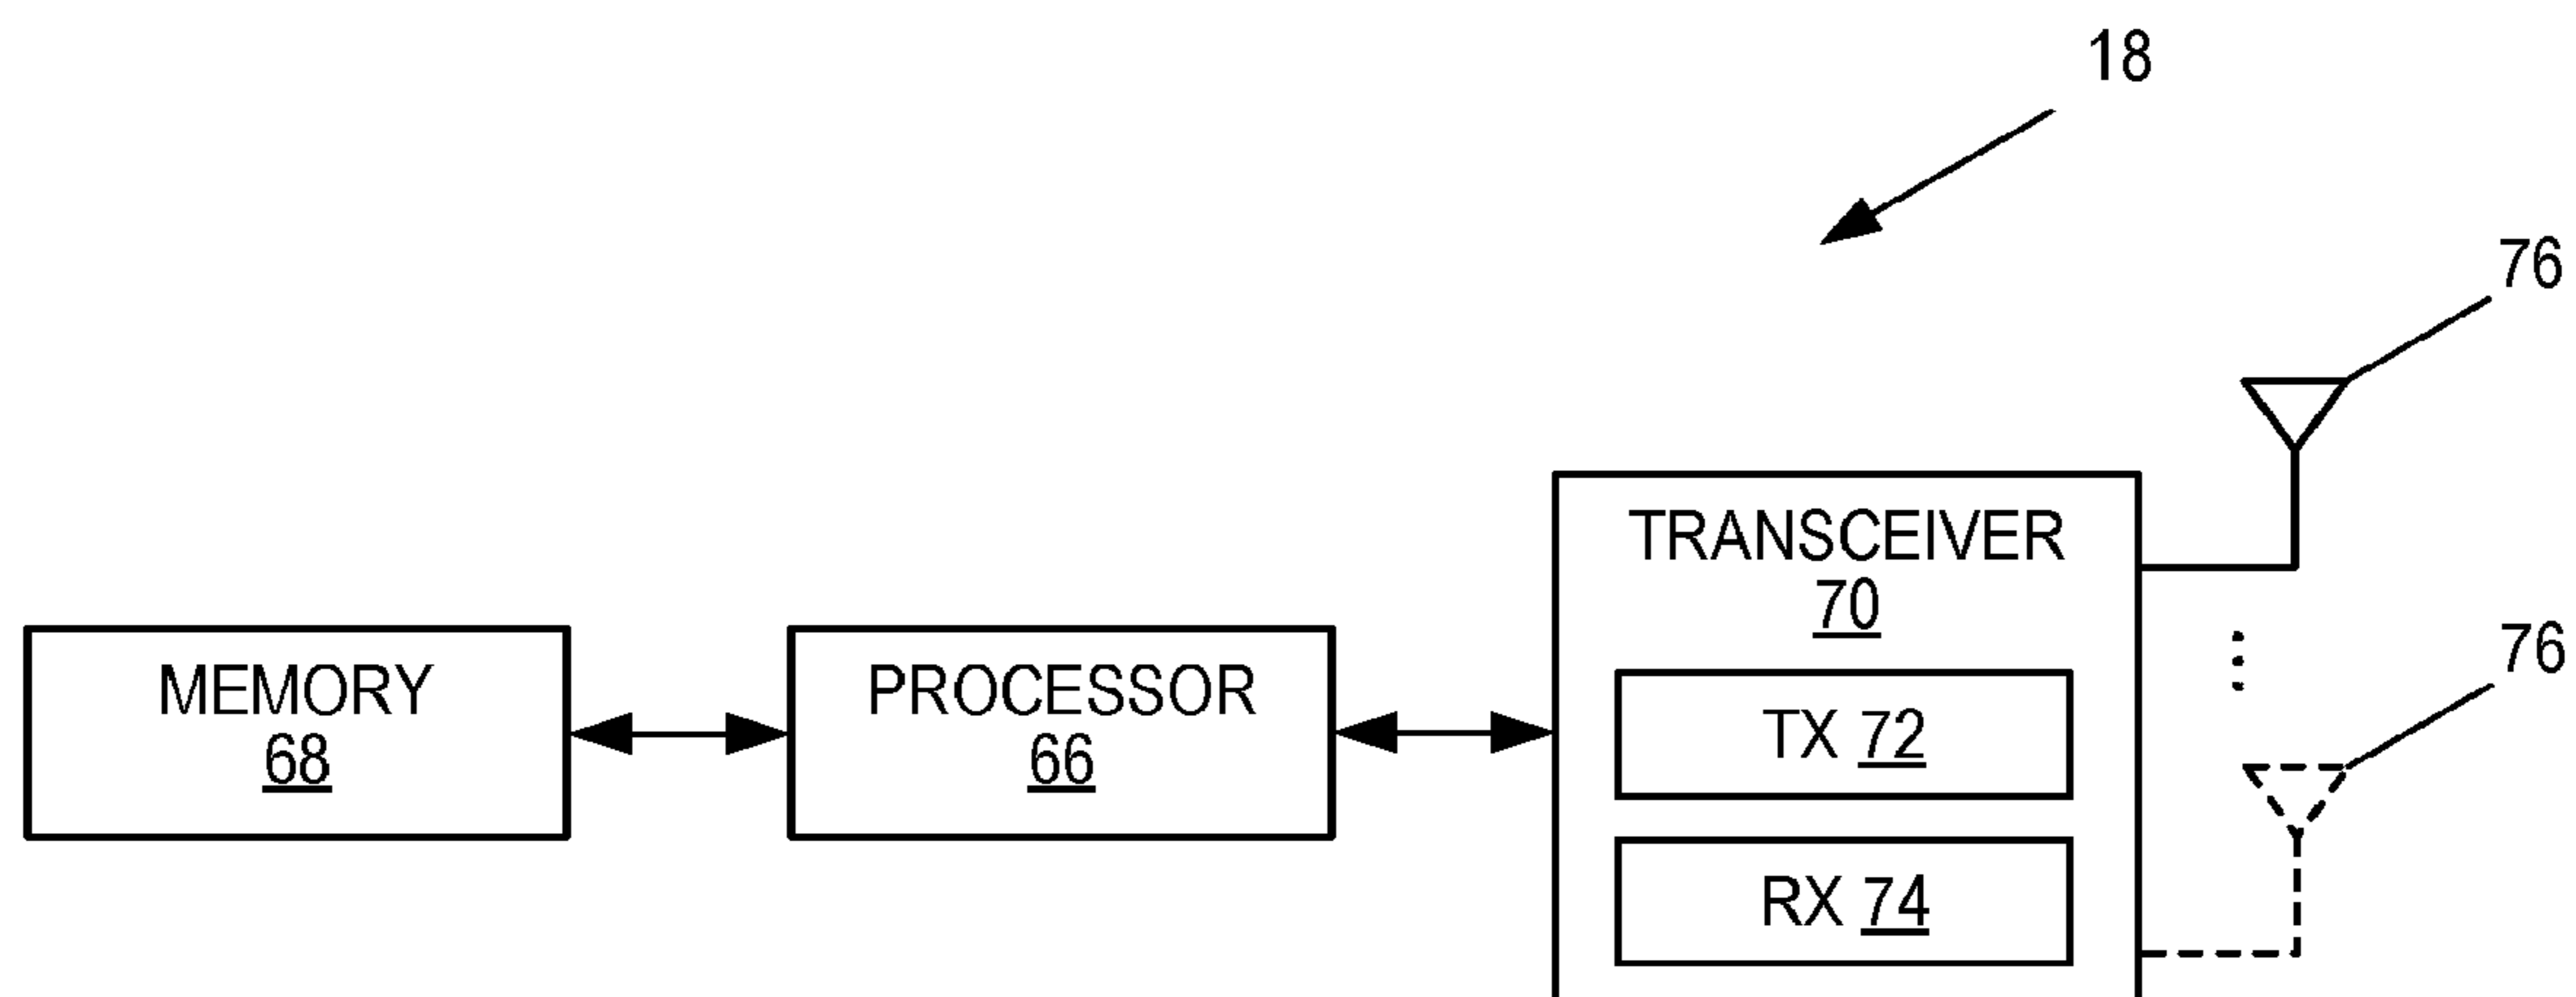 18
76
TRANSCEIVER
70
76
MEMORY
68
PROCESSOR
66
TX 72
RX 74